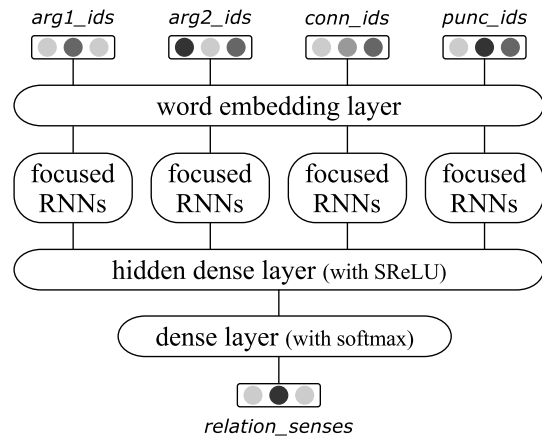 arg1_ids arg2_ids conn_ids punc_ids
word embedding layer
focused focused focused focused
RNNs RNNs RNNs RNNs
hidden dense layer (with SReLU)
dense layer (with softmax)
relation_senses